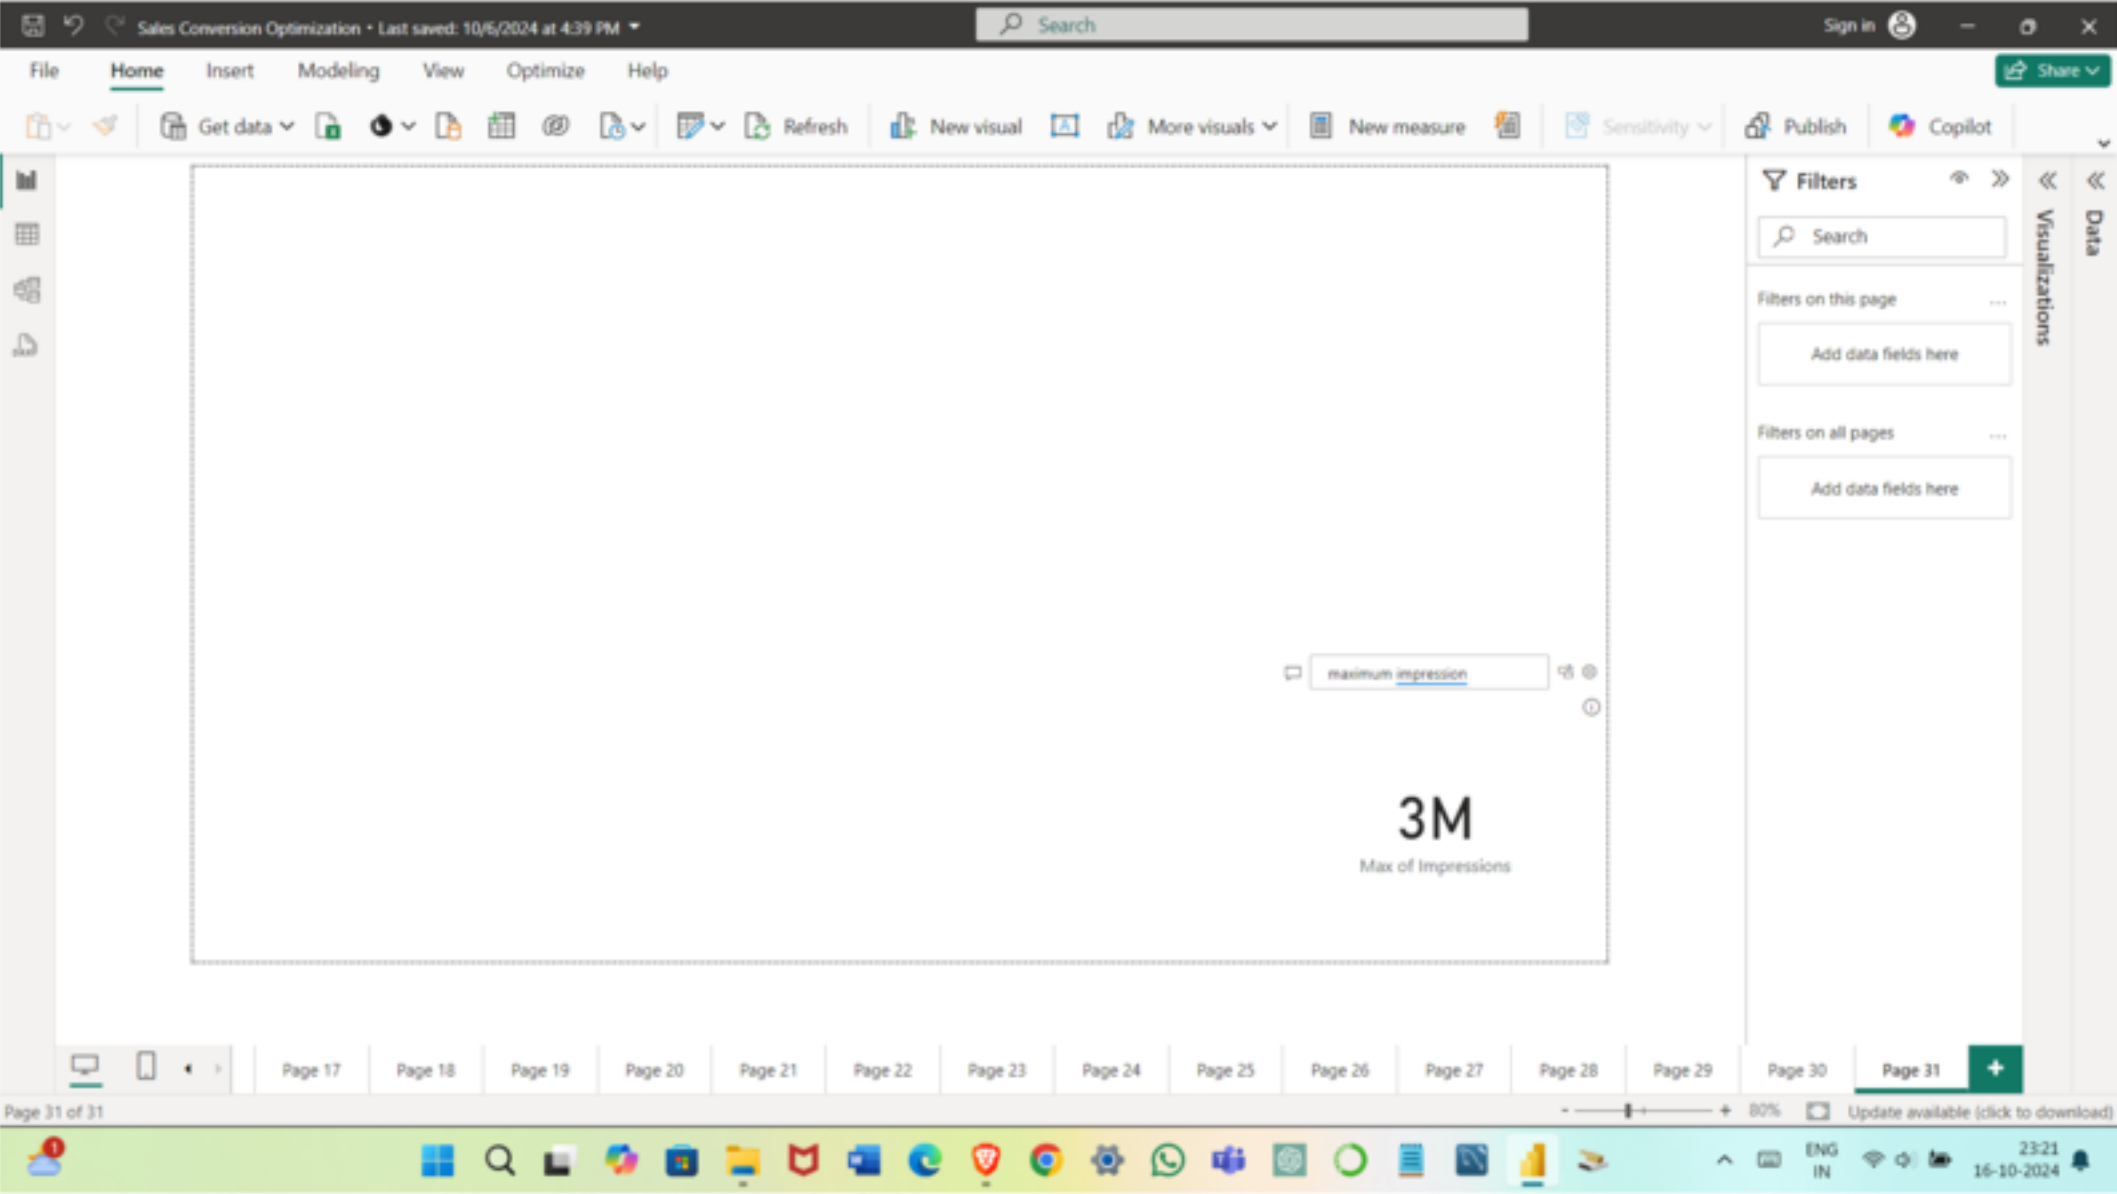 Sales Conversion Optimization • Last saved: 10/6/2024 at 4:39 PM
Search
Sign in
File Home Insert Modeling View Optimize Help
Share
Get data
Refresh
New visual
More visuals
New measure
Sensitivity
Publish
Copilot
Filters
Search
Filters on this page
Add data fields here
Filters on all pages
Add data fields here
Visualizations
Data
maximum impression
3M
Max of Impressions
Page 17 Page 18 Page 19 Page 20 Page 21 Page 22 Page 23 Page 24 Page 25 Page 26 Page 27 Page 28 Page 29 Page 30 Page 31 +
Page 31 of 31
- + 80%
Update available (click to download)
1
ENG
IN
23:21
16-10-2024